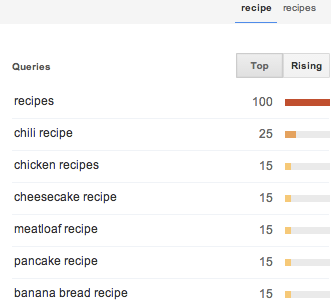 recipe recipes
Queries Top Rising
recipes 100
chili recipe 25
chicken recipes 15
cheesecake recipe 15
meatloaf recipe 15
pancake recipe 15
banana bread recipe 15